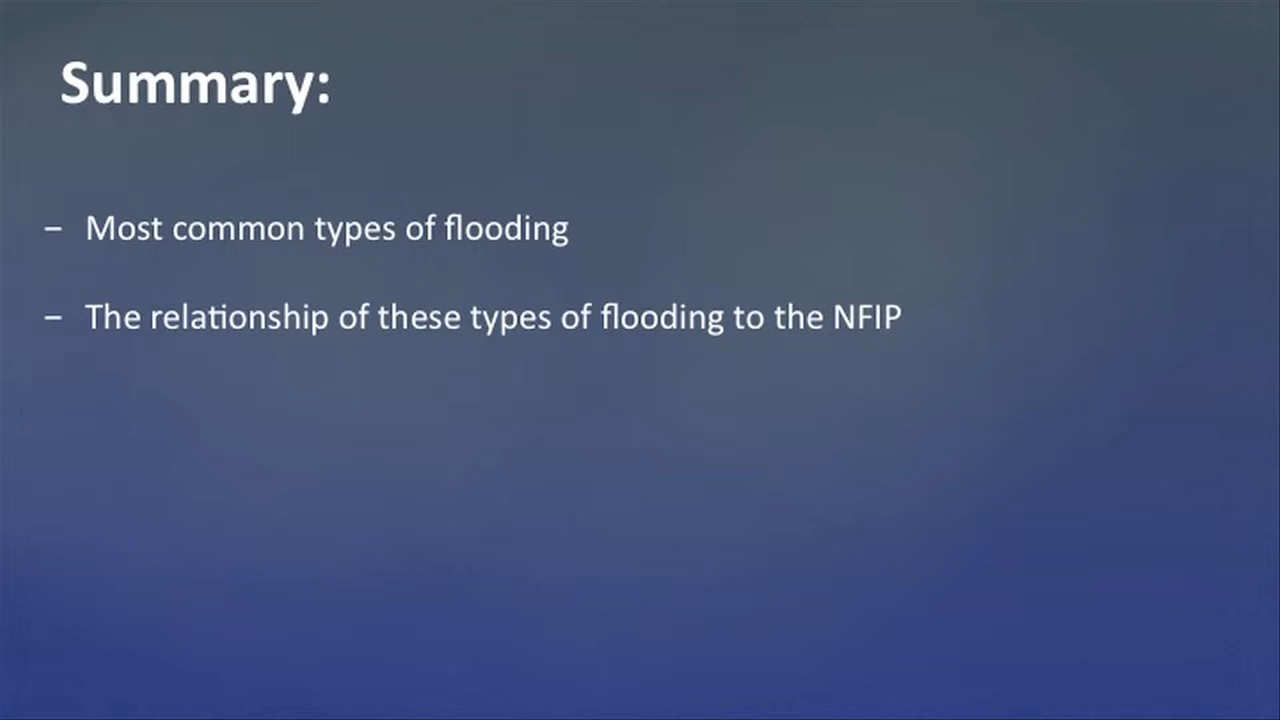 Summary:
– Most common types of flooding
– The relationship of these types of flooding to the NFIP